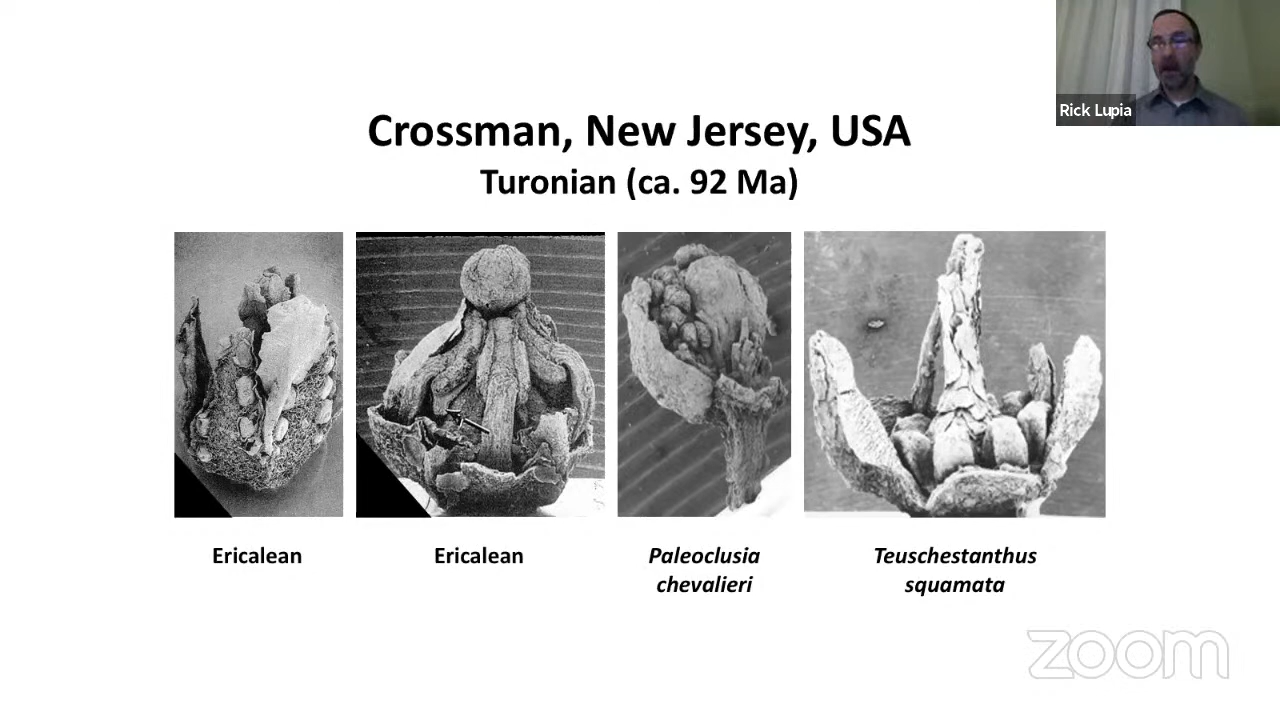 Rick Lupia
Crossman, New Jersey, USA
Turonian (ca. 92 Ma)
Ericalean
Ericalean
Paleoclusia
chevalieri
Teuschestanthus
squamata
zoom